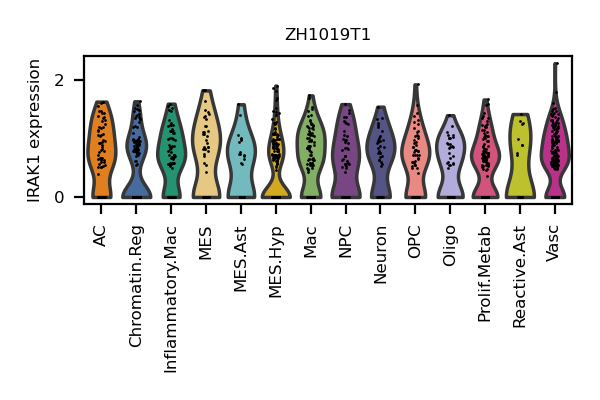 ZH1019T1
IRAK1 expression
2
0
AC
Chromatin.Reg
Inflammatory.Mac
MES
MES.Ast
MES.Hyp
Mac
NPC
Neuron
OPC
Oligo
Prolif.Metab
Reactive.Ast
Vasc